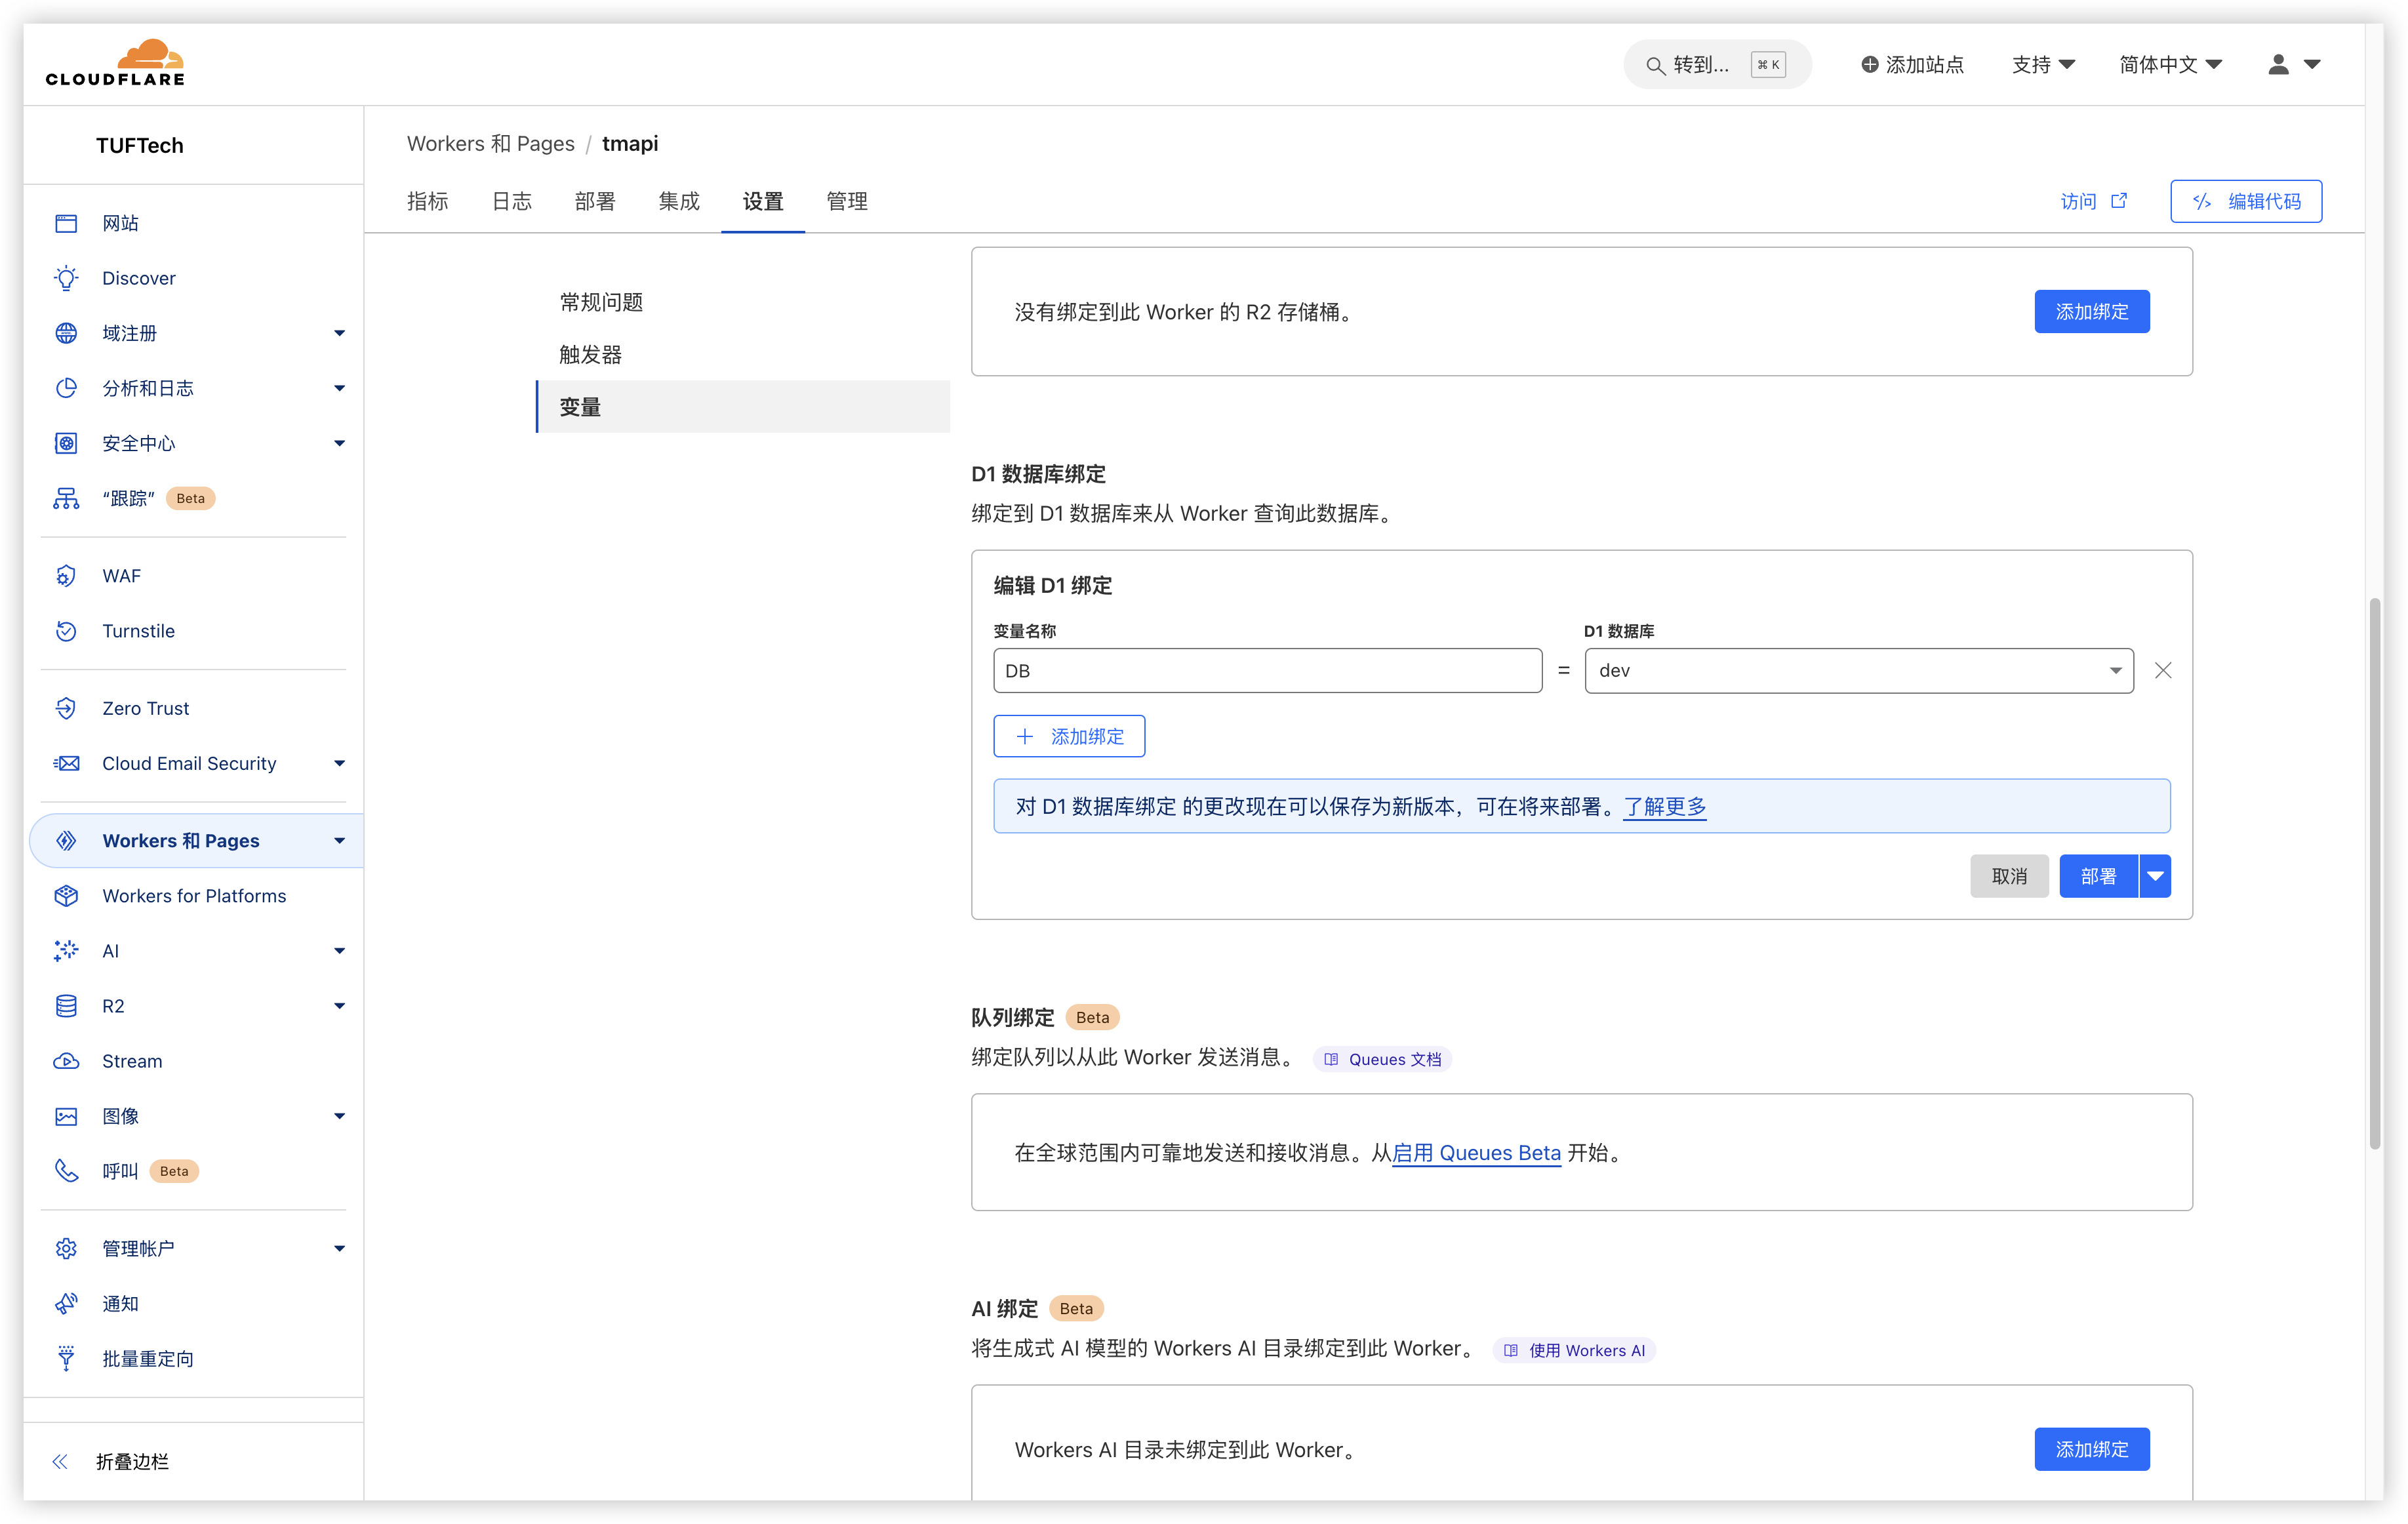 CLOUDFLARE
转到...
⌘ K
添加站点
支持
简体中文
TUFTech
网站
Discover
域注册
分析和日志
安全中心
“跟踪” Beta
WAF
Turnstile
Zero Trust
Cloud Email Security
Workers 和 Pages
Workers for Platforms
AI
R2
Stream
图像
呼叫 Beta
管理帐户
通知
批量重定向
折叠边栏
Workers 和 Pages / tmapi
指标 日志 部署 集成 设置 管理
访问
编辑代码
常规问题
触发器
变量
没有绑定到此 Worker 的 R2 存储桶。
添加绑定
D1 数据库绑定
绑定到 D1 数据库来从 Worker 查询此数据库。
编辑 D1 绑定
变量名称
D1 数据库
DB = dev
添加绑定
对 D1 数据库绑定 的更改现在可以保存为新版本，可在将来部署。了解更多
取消 部署
队列绑定 Beta
绑定队列以从此 Worker 发送消息。 Queues 文档
在全球范围内可靠地发送和接收消息。从启用 Queues Beta 开始。
AI 绑定 Beta
将生成式 AI 模型的 Workers AI 目录绑定到此 Worker。 使用 Workers AI
Workers AI 目录未绑定到此 Worker。
添加绑定